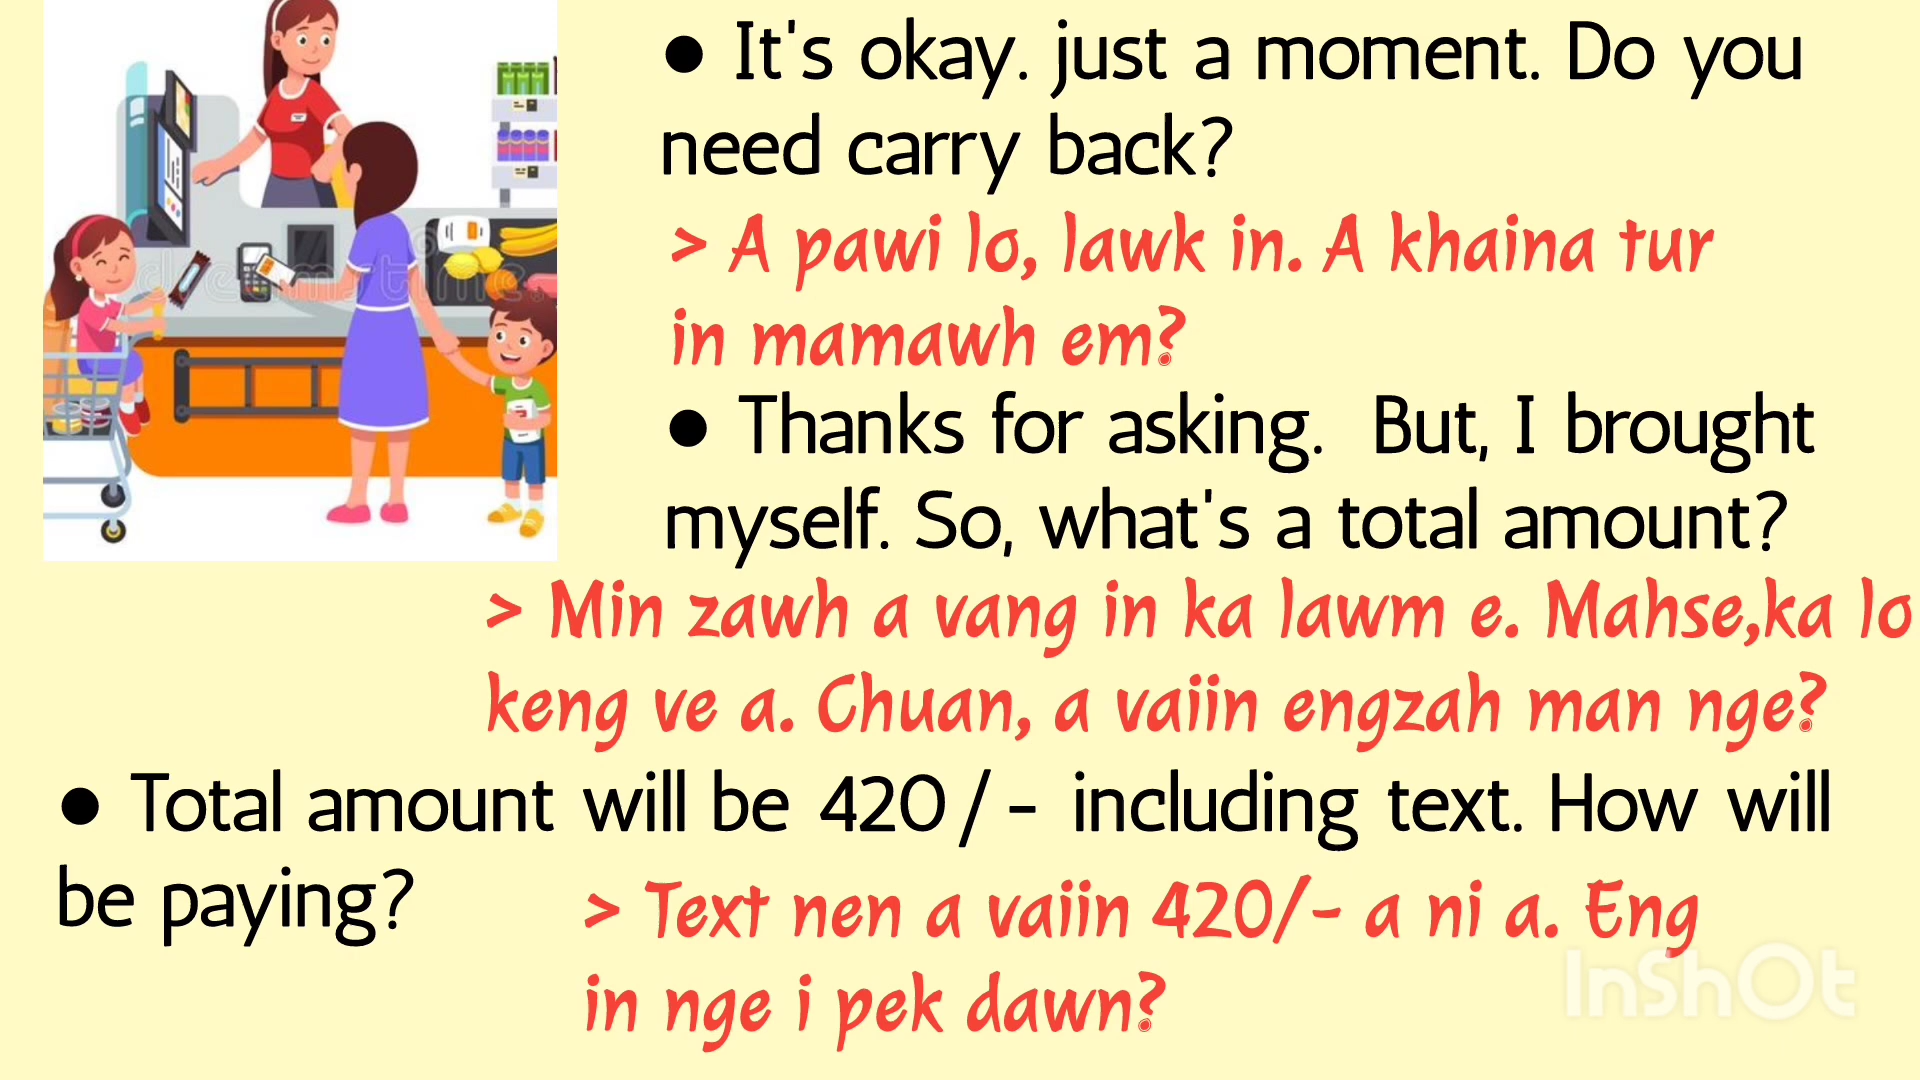 ● It's okay. just a moment. Do you
need carry back?
> A pawi lo, lawk in. A khaina tur
in mamawh em?
● Thanks for asking. But, I brought
myself. So, what's a total amount?
> Min zawh a vang in ka lawm e. Mahse,ka lo
keng ve a. Chuan, a vaiin engzah man nge?
● Total amount will be 420/- including text. How will
be paying?
> Text nen a vaiin 420/- a ni a. Eng
in nge i pek dawn?
InShOt
dreamstime